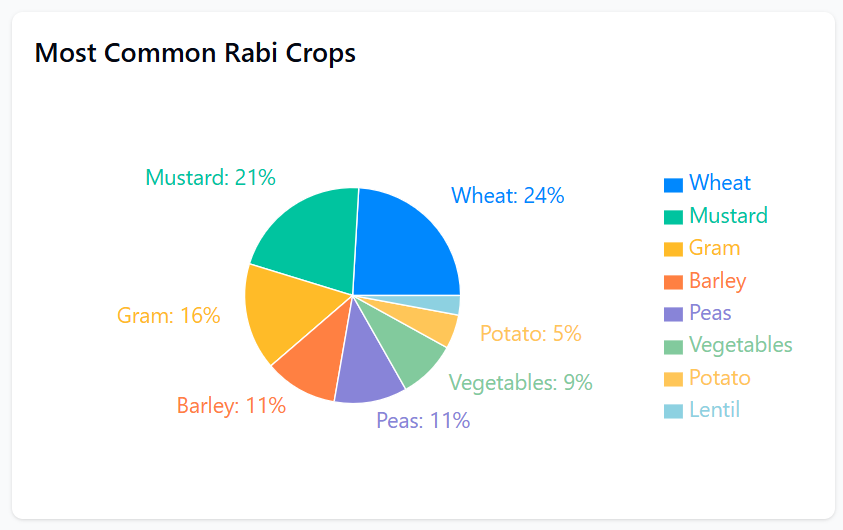 Most Common Rabi Crops
Mustard: 21%
Wheat: 24%
Gram: 16%
Potato: 5%
Vegetables: 9%
Barley: 11%
Peas: 11%
Wheat
Mustard
Gram
Barley
Peas
Vegetables
Potato
Lentil